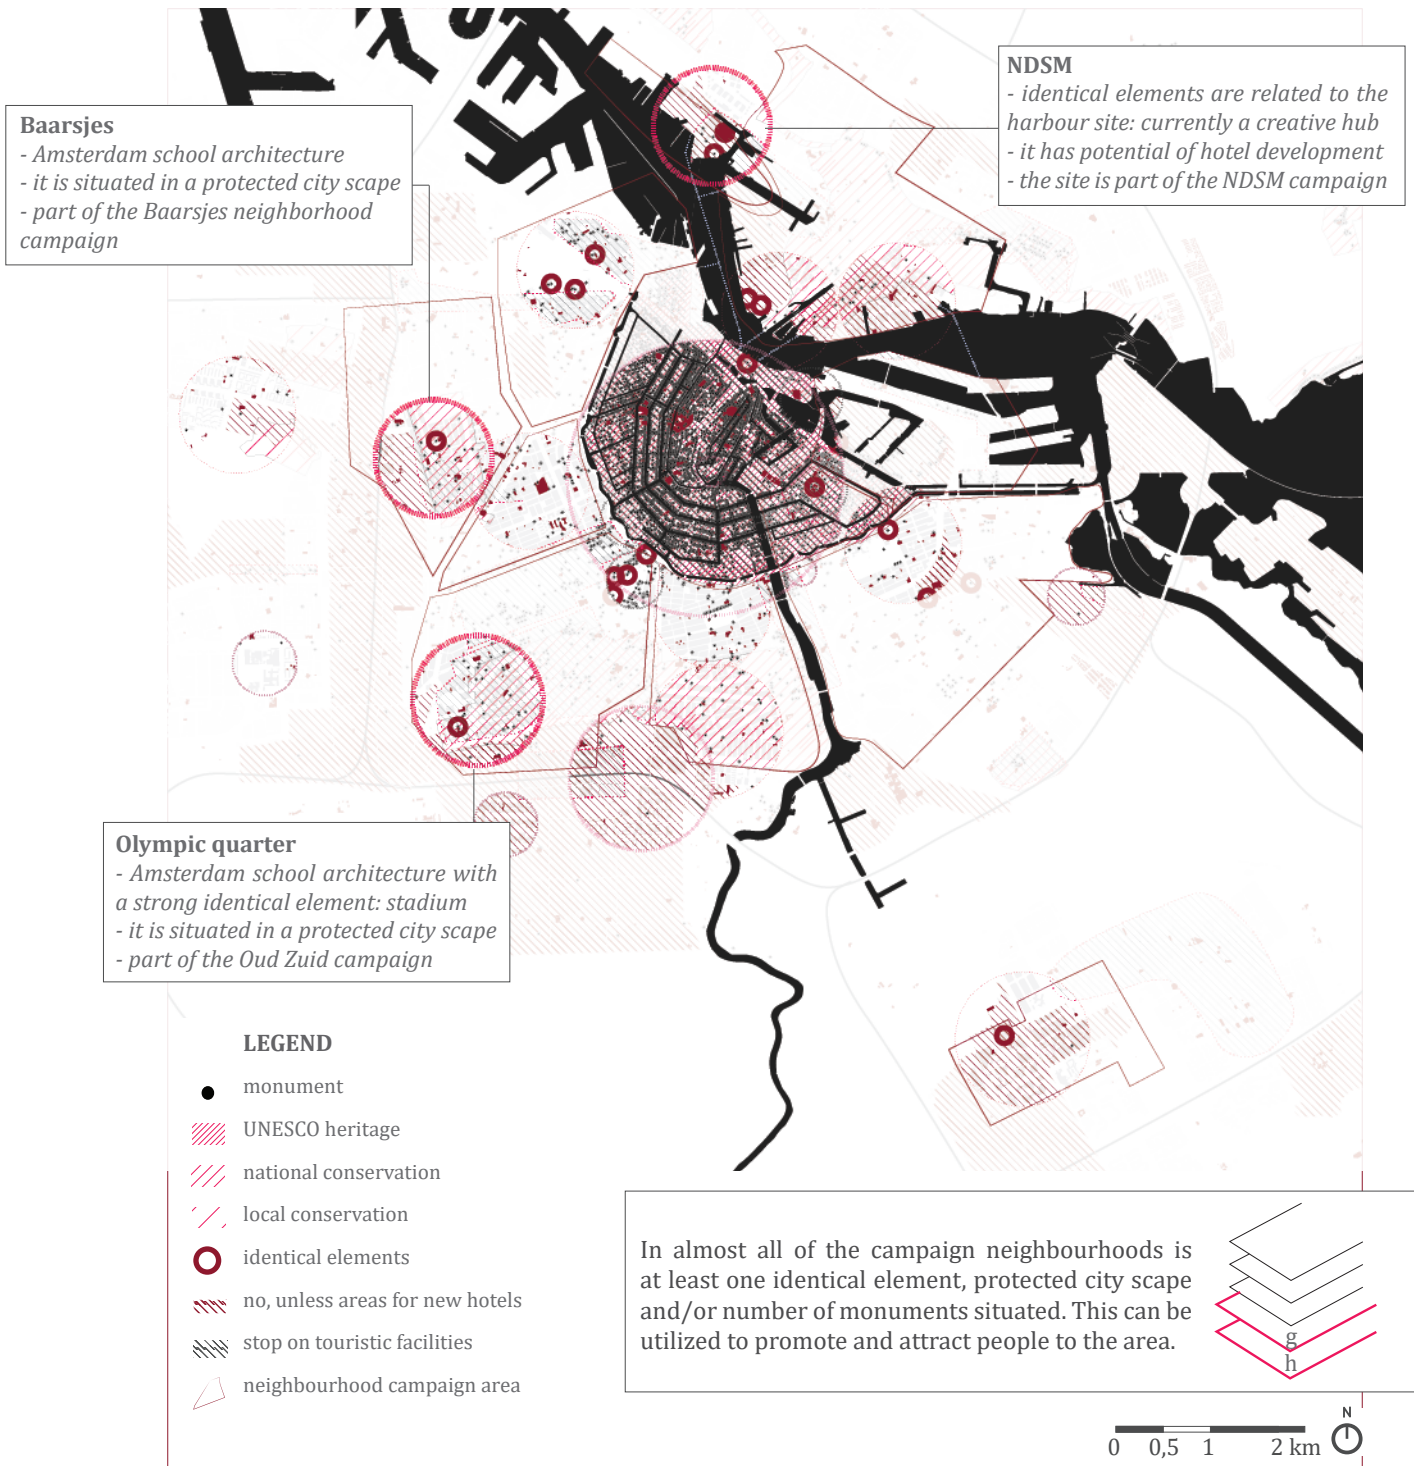 NDSM
- identical elements are related to the
harbour site: currently a creative hub
- it has potential of hotel development
- the site is part of the NDSM campaign
Baarsjes
- Amsterdam school architecture
- it is situated in a protected city scape
- part of the Baarsjes neighborhood
campaign
Olympic quarter
- Amsterdam school architecture with
a strong identical element: stadium
- it is situated in a protected city scape
- part of the Oud Zuid campaign
LEGEND
monument
UNESCO heritage
national conservation
local conservation
identical elements
no, unless areas for new hotels
stop on touristic facilities
neighbourhood campaign area
In almost all of the campaign neighbourhoods is
at least one identical element, protected city scape
and/or number of monuments situated. This can be
utilized to promote and attract people to the area.
g
h
N
0 0,5 1 2 km